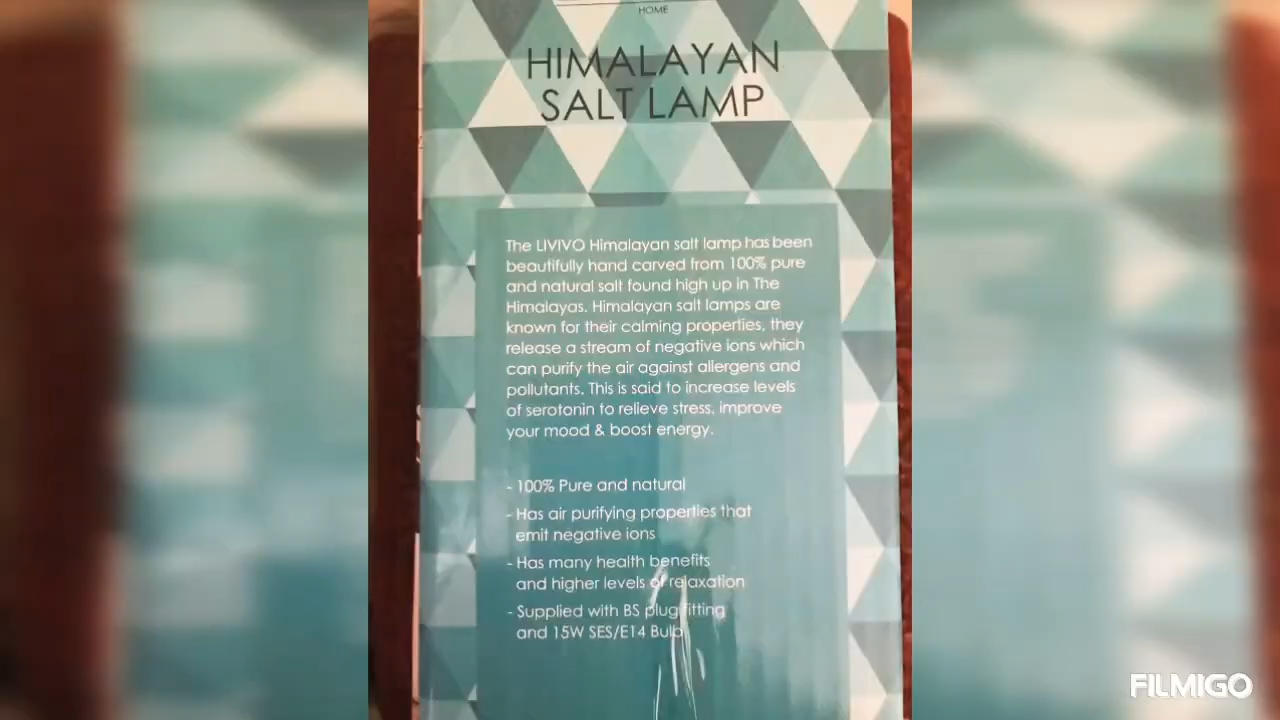 HOME
HIMALAYAN
SALT LAMP
The LIVIVO Himalayan salt lamp has been
beautifully hand carved from 100% pure
and natural salt found high up in The
Himalayas. Himalayan salt lamps are
known for their calming properties, they
release a stream of negative ions which
can purify the air against allergens and
pollutants. This is said to increase levels
of serotonin to relieve stress, improve
your mood & boost energy.
- 100% Pure and natural
- Has air purifying properties that
emit negative ions
- Has many health benefits
and higher levels of relaxation
- Supplied with BS plug fitting
and 15W SES/E14 Bulb
FILMIGO